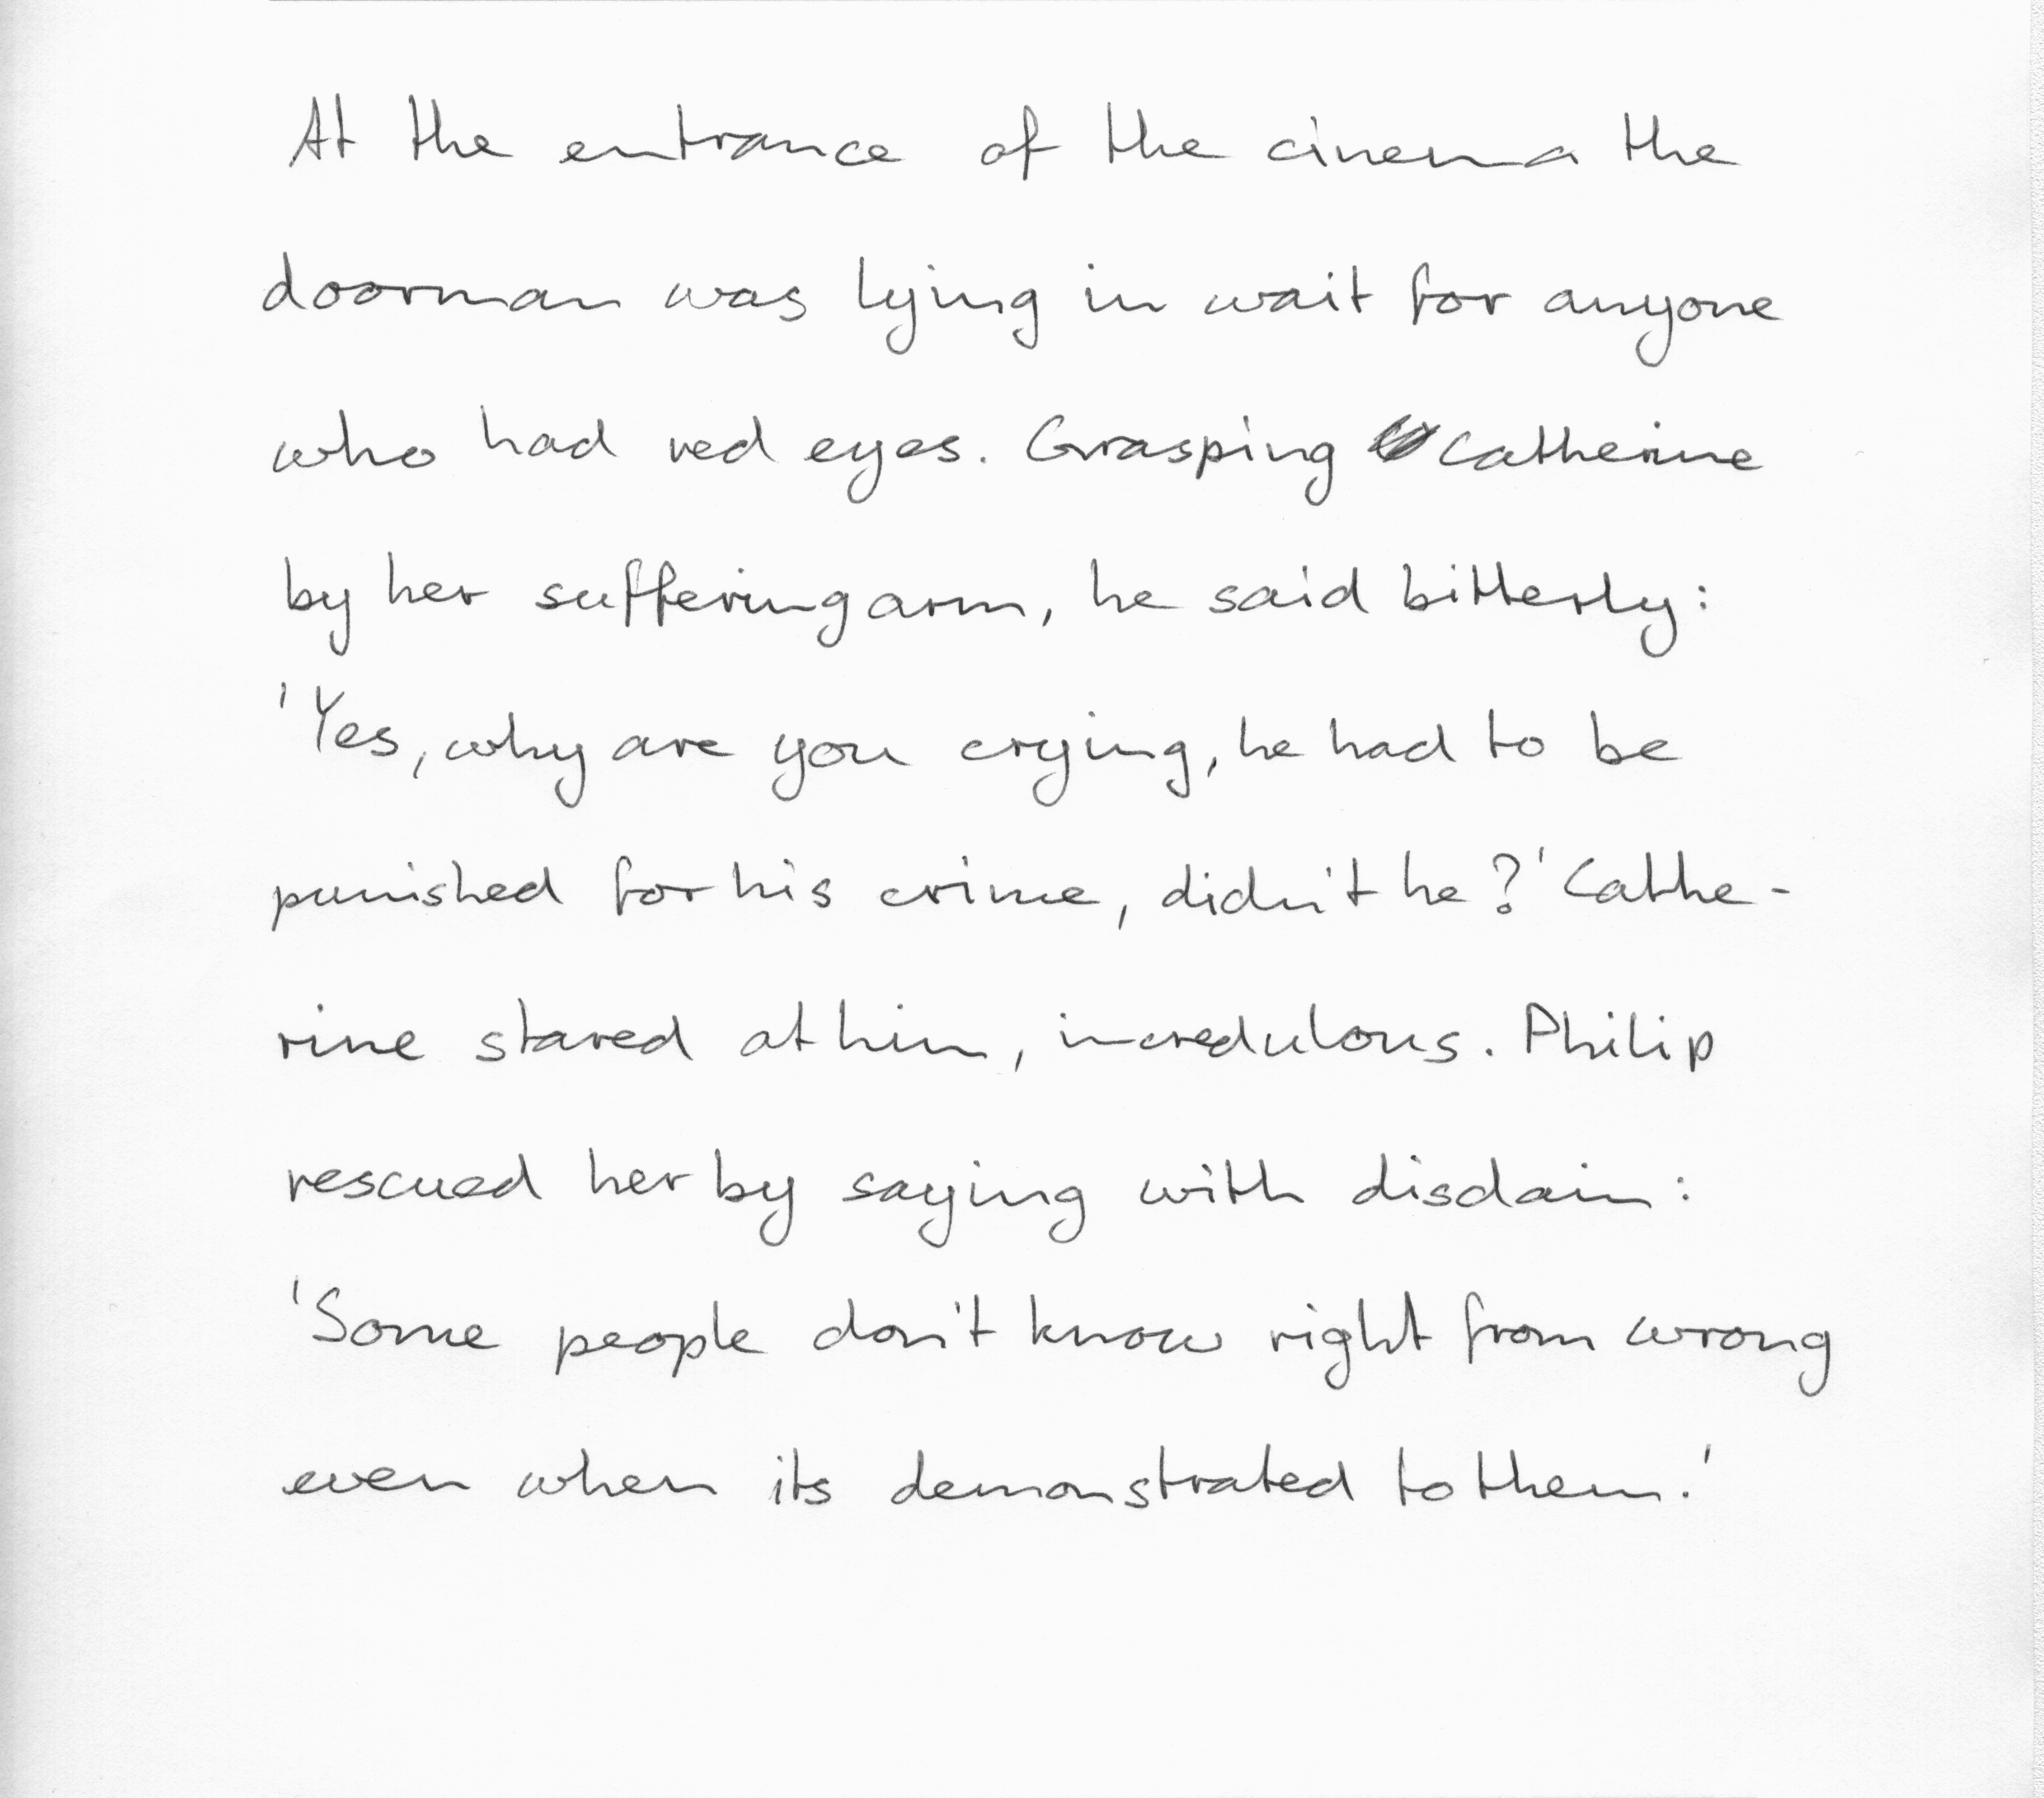 At the entrance of the cinema the
doorman was lying in wait for anyone
who had red eyes. Grasping Catherine
by her suffering arm, he said bitterly:
'Yes, why are you crying, he had to be
punished for his crime, didn't he?' Cathe-
rine stared at him, incredulous. Philip
rescued her by saying with disdain:
'Some people don't know right from wrong
even when its demonstrated to them.'